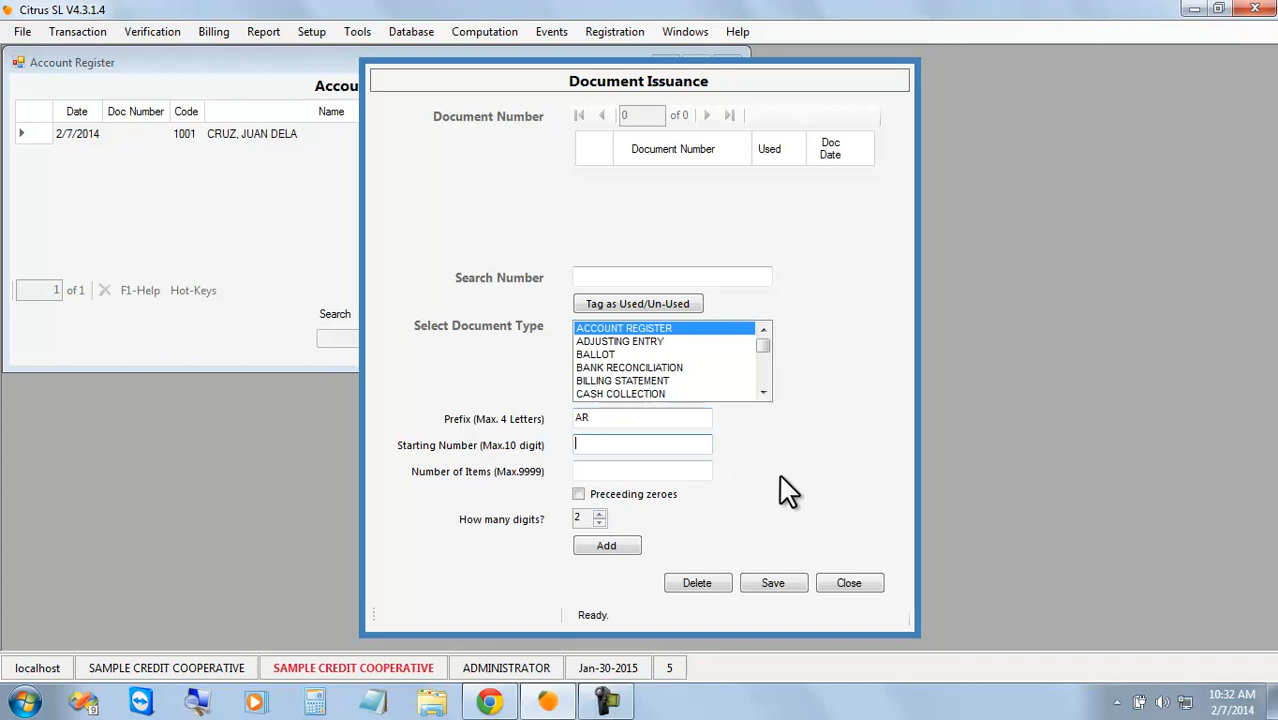 Citrus SL V4.3.1.4
File Transaction Verification Billing Report Setup Tools Database Computation Events Registration Windows Help
Account Register
Accou
Date Doc Number Code Name
2/7/2014 1001 CRUZ, JUAN DELA
1 of 1 F1-Help Hot-Keys
Search
Document Issuance
Document Number 0 of 0
Document Number Used Doc Date
Search Number
Tag as Used/Un-Used
Select Document Type
ACCOUNT REGISTER
ADJUSTING ENTRY
BALLOT
BANK RECONCILIATION
BILLING STATEMENT
CASH COLLECTION
Prefix (Max. 4 Letters) AR
Starting Number (Max.10 digit)
Number of Items (Max.9999)
Preceeding zeroes
How many digits? 2
Add
Delete Save Close
Ready.
localhost SAMPLE CREDIT COOPERATIVE SAMPLE CREDIT COOPERATIVE ADMINISTRATOR Jan-30-2015 5
10:32 AM
2/7/2014